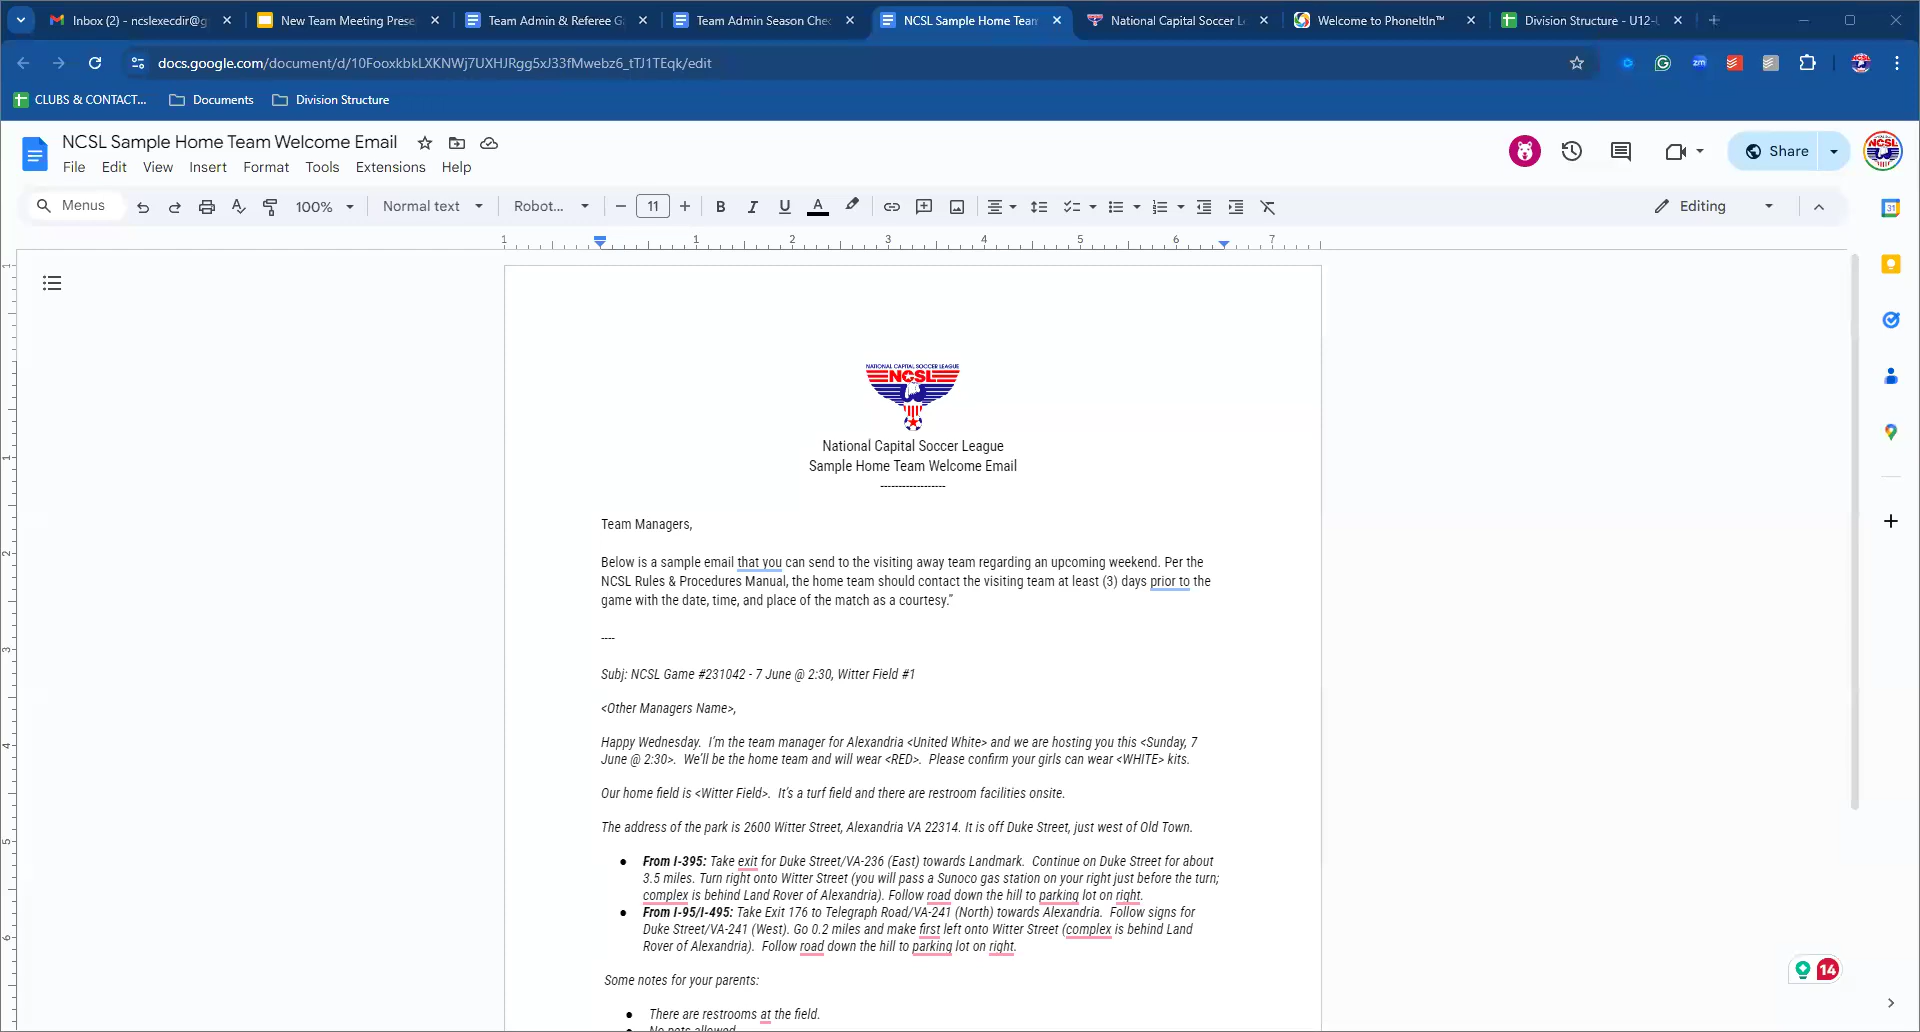 Inbox (2) - ncslexecdir@g
New Team Meeting Prese
Team Admin & Referee G
Team Admin Season Chec
NCSL Sample Home Team
National Capital Soccer L
Welcome to PhoneItIn™
Division Structure - U12-U
docs.google.com/document/d/10FooxkbkLXKNWj7UXHJRgg5xJ33fMwebz6_tTJ1TEqk/edit
CLUBS & CONTACT...
Documents
Division Structure
NCSL Sample Home Team Welcome Email
File Edit View Insert Format Tools Extensions Help
Share
Menus
100%
Normal text
Robot...
11
Editing
1 1 2 3 4 5 6 7
NATIONAL CAPITAL SOCCER LEAGUE
NCSL
National Capital Soccer League
Sample Home Team Welcome Email
------------------
Team Managers,
Below is a sample email that you can send to the visiting away team regarding an upcoming weekend. Per the
NCSL Rules & Procedures Manual, the home team should contact the visiting team at least (3) days prior to the
game with the date, time, and place of the match as a courtesy.”
----
Subj: NCSL Game #231042 - 7 June @ 2:30, Witter Field #1
<Other Managers Name>,
Happy Wednesday.  I’m the team manager for Alexandria <United White> and we are hosting you this <Sunday, 7
June @ 2:30>.  We’ll be the home team and will wear <RED>.  Please confirm your girls can wear <WHITE> kits.
Our home field is <Witter Field>.  It’s a turf field and there are restroom facilities onsite.
The address of the park is 2600 Witter Street, Alexandria VA 22314. It is off Duke Street, just west of Old Town.
● From I-395: Take exit for Duke Street/VA-236 (East) towards Landmark.  Continue on Duke Street for about
3.5 miles. Turn right onto Witter Street (you will pass a Sunoco gas station on your right just before the turn;
complex is behind Land Rover of Alexandria). Follow road down the hill to parking lot on right.
● From I-95/I-495: Take Exit 176 to Telegraph Road/VA-241 (North) towards Alexandria.  Follow signs for
Duke Street/VA-241 (West). Go 0.2 miles and make first left onto Witter Street (complex is behind Land
Rover of Alexandria).  Follow road down the hill to parking lot on right.
Some notes for your parents:
● There are restrooms at the field.
● No pets allowed
14